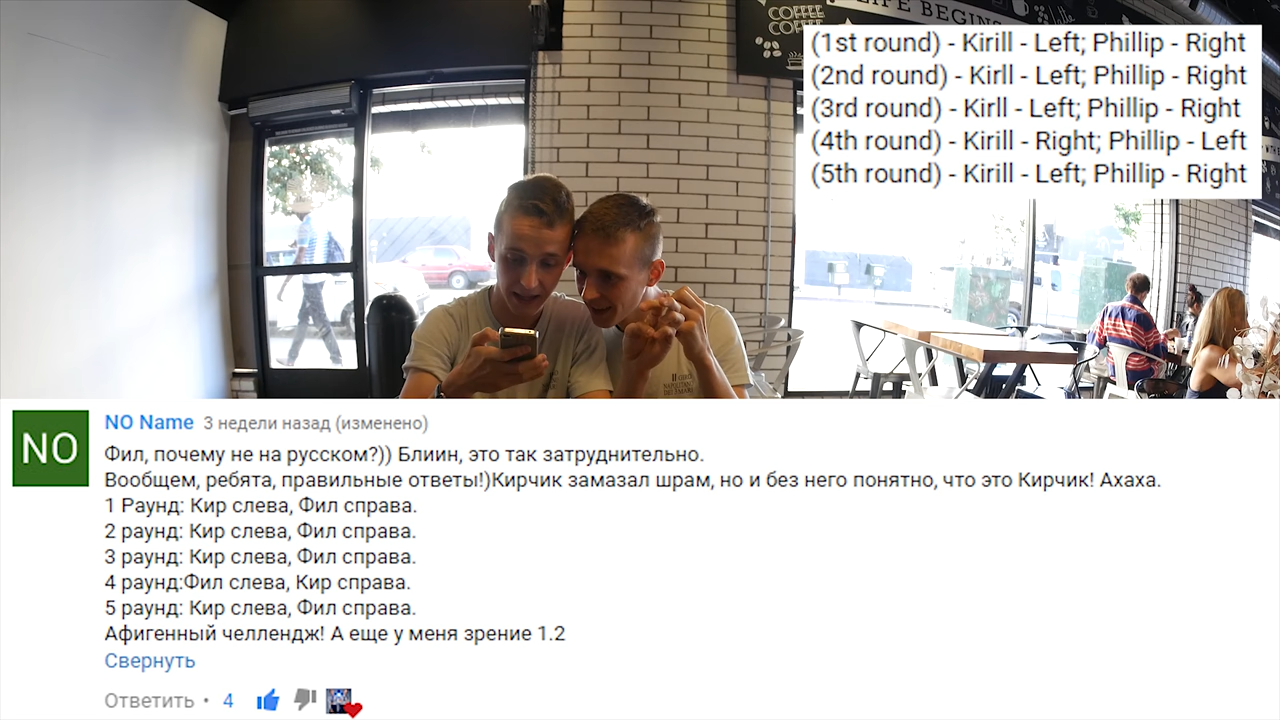 COFFEE
COFFEE
LIFE BEGINS
(1st round) - Kirill - Left; Phillip - Right
(2nd round) - Kirll - Left; Phillip - Right
(3rd round) - Kirll - Left; Phillip - Right
(4th round) - Kirill - Right; Phillip - Left
(5th round) - Kirill - Left; Phillip - Right
NO
NO Name 3 недели назад (изменено)
Фил, почему не на русском?)) Блиин, это так затруднительно.
Вообщем, ребята, правильные ответы!)Кирчик замазал шрам, но и без него понятно, что это Кирчик! Ахаха.
1 Раунд: Кир слева, Фил справа.
2 раунд: Кир слева, Фил справа.
3 раунд: Кир слева, Фил справа.
4 раунд:Фил слева, Кир справа.
5 раунд: Кир слева, Фил справа.
Афигенный челлендж! А еще у меня зрение 1.2
Свернуть
Ответить • 4